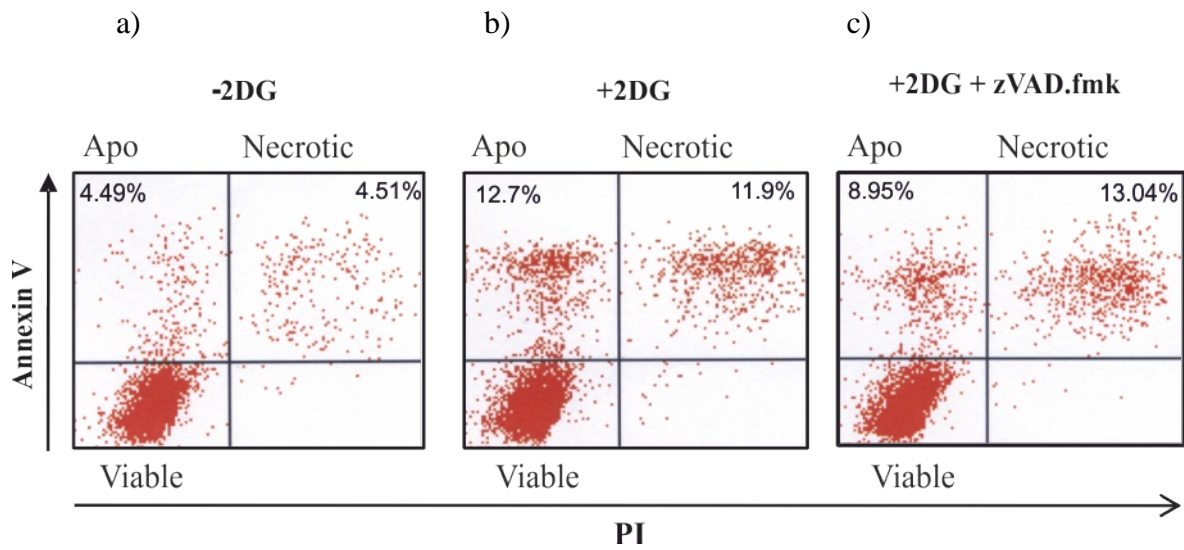 a) b) c)
-2DG +2DG +2DG + zVAD.fmk
Apo Necrotic Apo Necrotic Apo Necrotic
4.49% 4.51% 12.7% 11.9% 8.95% 13.04%
Annexin V
Viable Viable Viable
PI